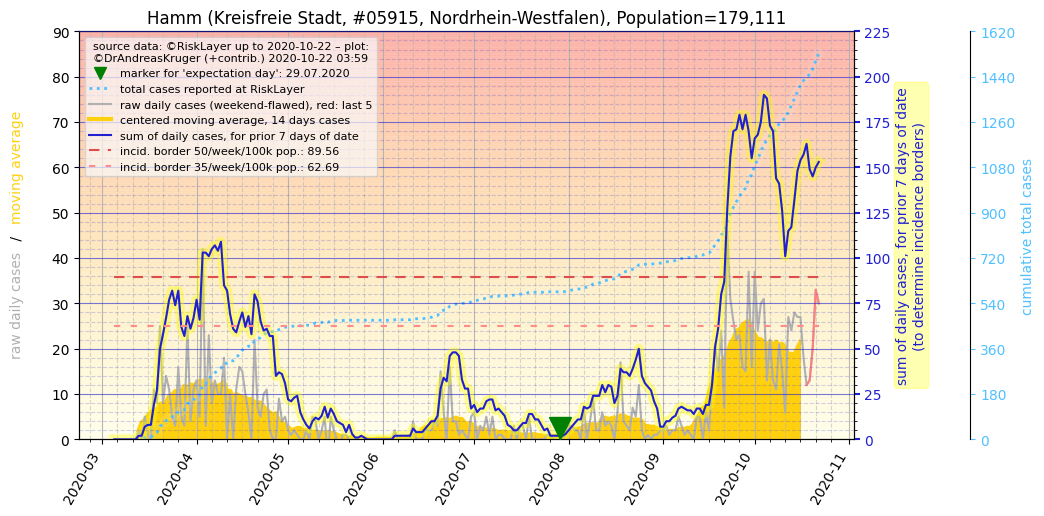 Hamm (Kreisfreie Stadt, #05915, Nordrhein-Westfalen), Population=179,111
source data: ©RiskLayer up to 2020-10-22 – plot:
©DrAndreasKruger (+contrib.) 2020-10-22 03:59
marker for 'expectation day': 29.07.2020
total cases reported at RiskLayer
raw daily cases (weekend-flawed), red: last 5
centered moving average, 14 days cases
sum of daily cases, for prior 7 days of date
incid. border 50/week/100k pop.: 89.56
incid. border 35/week/100k pop.: 62.69
raw daily cases / moving average
90
80
70
60
50
40
30
20
10
0
225
200
175
150
125
100
75
50
25
0
sum of daily cases, for prior 7 days of date
(to determine incidence borders)
1620
1440
1260
1080
900
720
540
360
180
0
cumulative total cases
2020-03
2020-04
2020-05
2020-06
2020-07
2020-08
2020-09
2020-10
2020-11